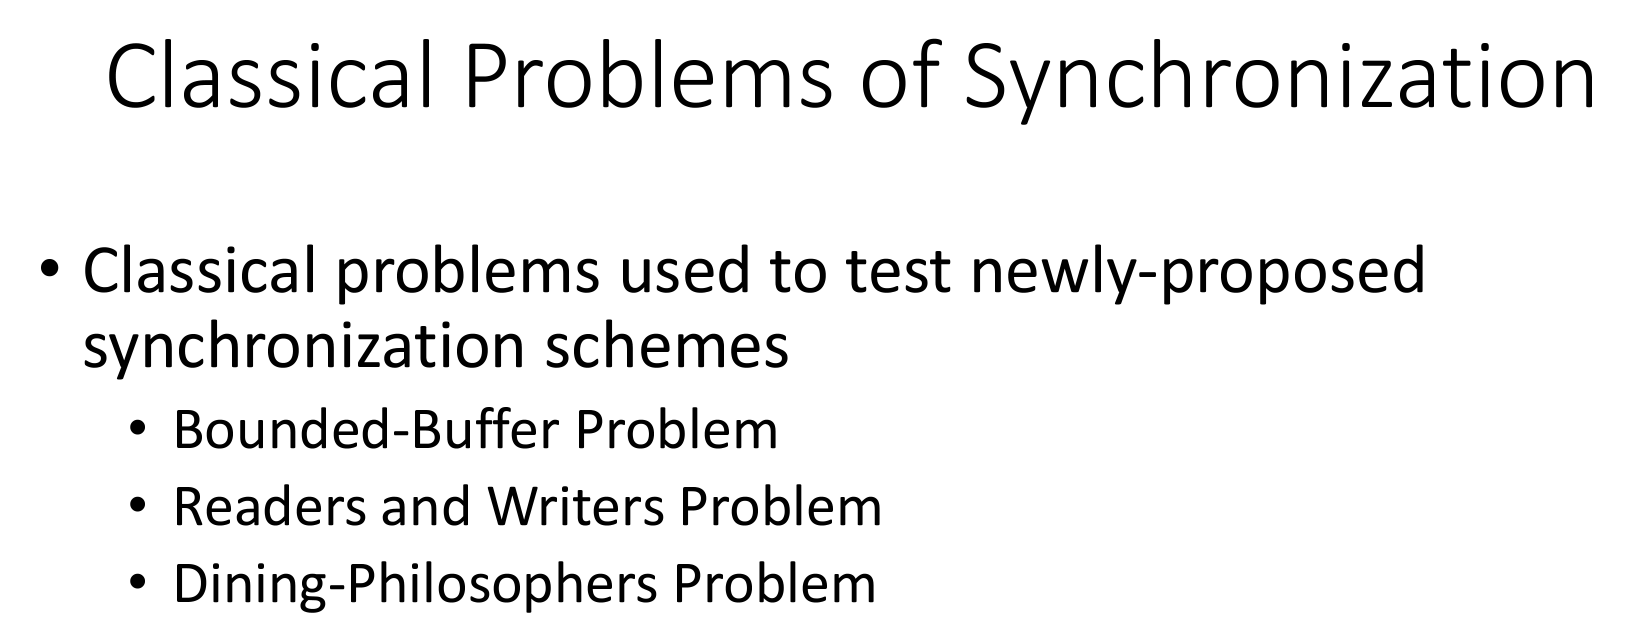 Classical Problems of Synchronization
• Classical problems used to test newly-proposed
synchronization schemes
• Bounded-Buffer Problem
• Readers and Writers Problem
• Dining-Philosophers Problem